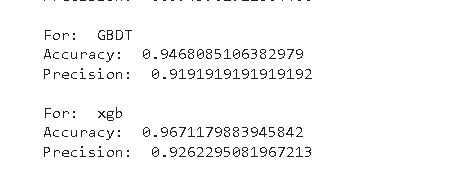 For:  GBDT
Accuracy:  0.9468085106382979
Precision:  0.9191919191919192
For:  xgb
Accuracy:  0.9671179883945842
Precision:  0.9262295081967213